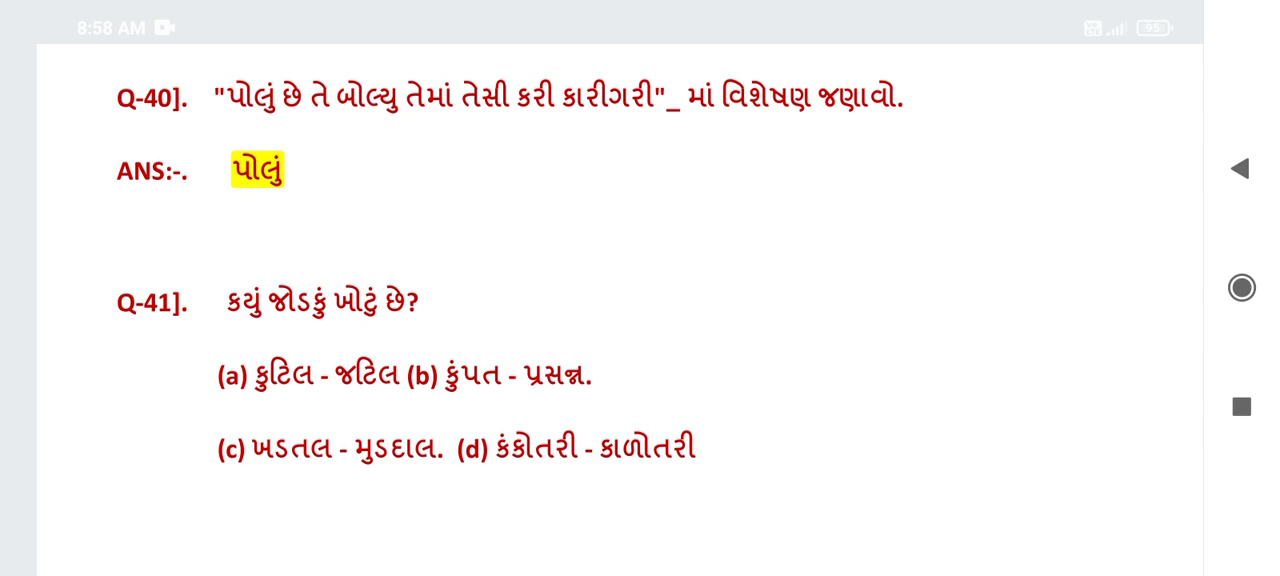 8:58 AM
95
Q-40]. "પોલું છે તે બોલ્યુ તેમાં તેસી કરી કારીગરી"_ માં વિશેષણ જણાવો.
ANS:-. પોલું
Q-41]. કયું જોડકું ખોટું છે?
(a) કુટિલ - જટિલ (b) કુંપત - પ્રસન્ન.
(c) ખડતલ - મુડદાલ. (d) કંકોતરી - કાળોતરી